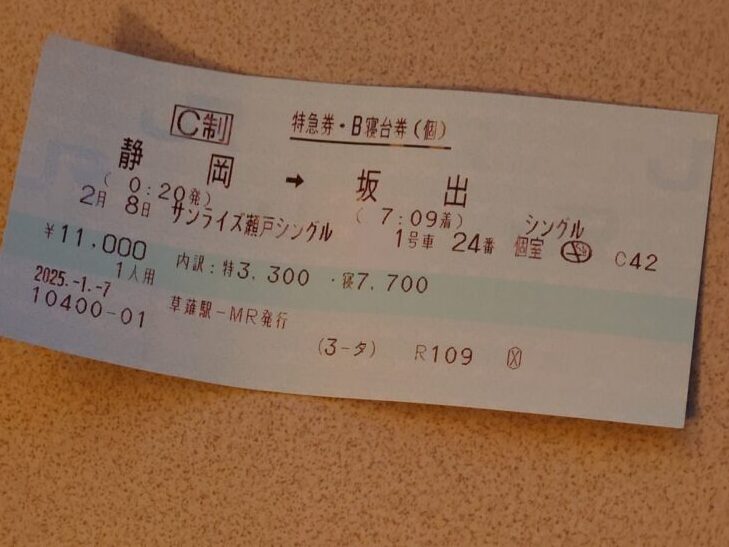 C制 特急券・B寝台券(個)
静岡 → 坂出
(0:20発) (7:09着) シングル
2月 8日 サンライズ瀬戸シングル 1号車 24番 個室 C42
¥11,000 内訳:特3,300・寝7,700
1人用
2025.-1.-7 草薙駅-MR発行
10400-01 (3-タ) R109